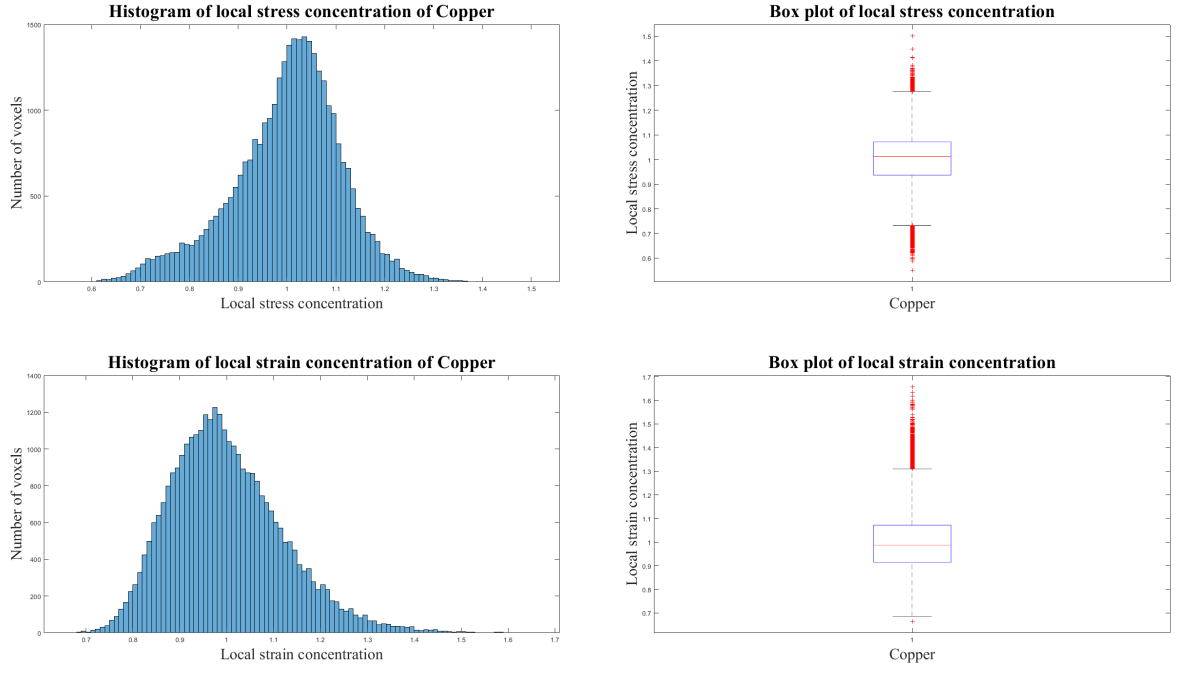 Histogram of local stress concentration of Copper
Number of voxels
1500
1000
500
0
0.6 0.7 0.8 0.9 1 1.1 1.2 1.3 1.4 1.5
Local stress concentration
Box plot of local stress concentration
Local stress concentration
1.5
1.4
1.3
1.2
1.1
1
0.9
0.8
0.7
0.6
1
Copper
Histogram of local strain concentration of Copper
Number of voxels
1400
1200
1000
800
600
400
200
0
0.7 0.8 0.9 1 1.1 1.2 1.3 1.4 1.5 1.6 1.7
Local strain concentration
Box plot of local strain concentration
Local strain concentration
1.7
1.6
1.5
1.4
1.3
1.2
1.1
1
0.9
0.8
0.7
1
Copper